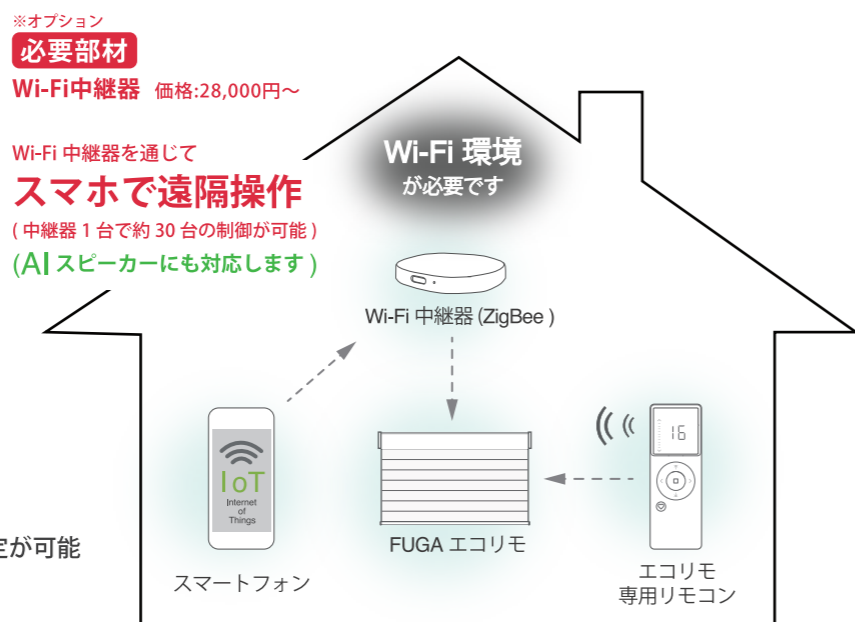 ※オプション
必要部材
Wi-Fi中継器 価格:28,000円～
Wi-Fi 中継器を通じて
スマホで遠隔操作
( 中継器 1 台で約 30 台の制御が可能 )
(AI スピーカーにも対応します )
Wi-Fi 環境
が必要です
Wi-Fi 中継器 (ZigBee )
IoT
Internet
of
Things
スマートフォン
FUGA エコリモ
16
エコリモ
専用リモコン
定が可能